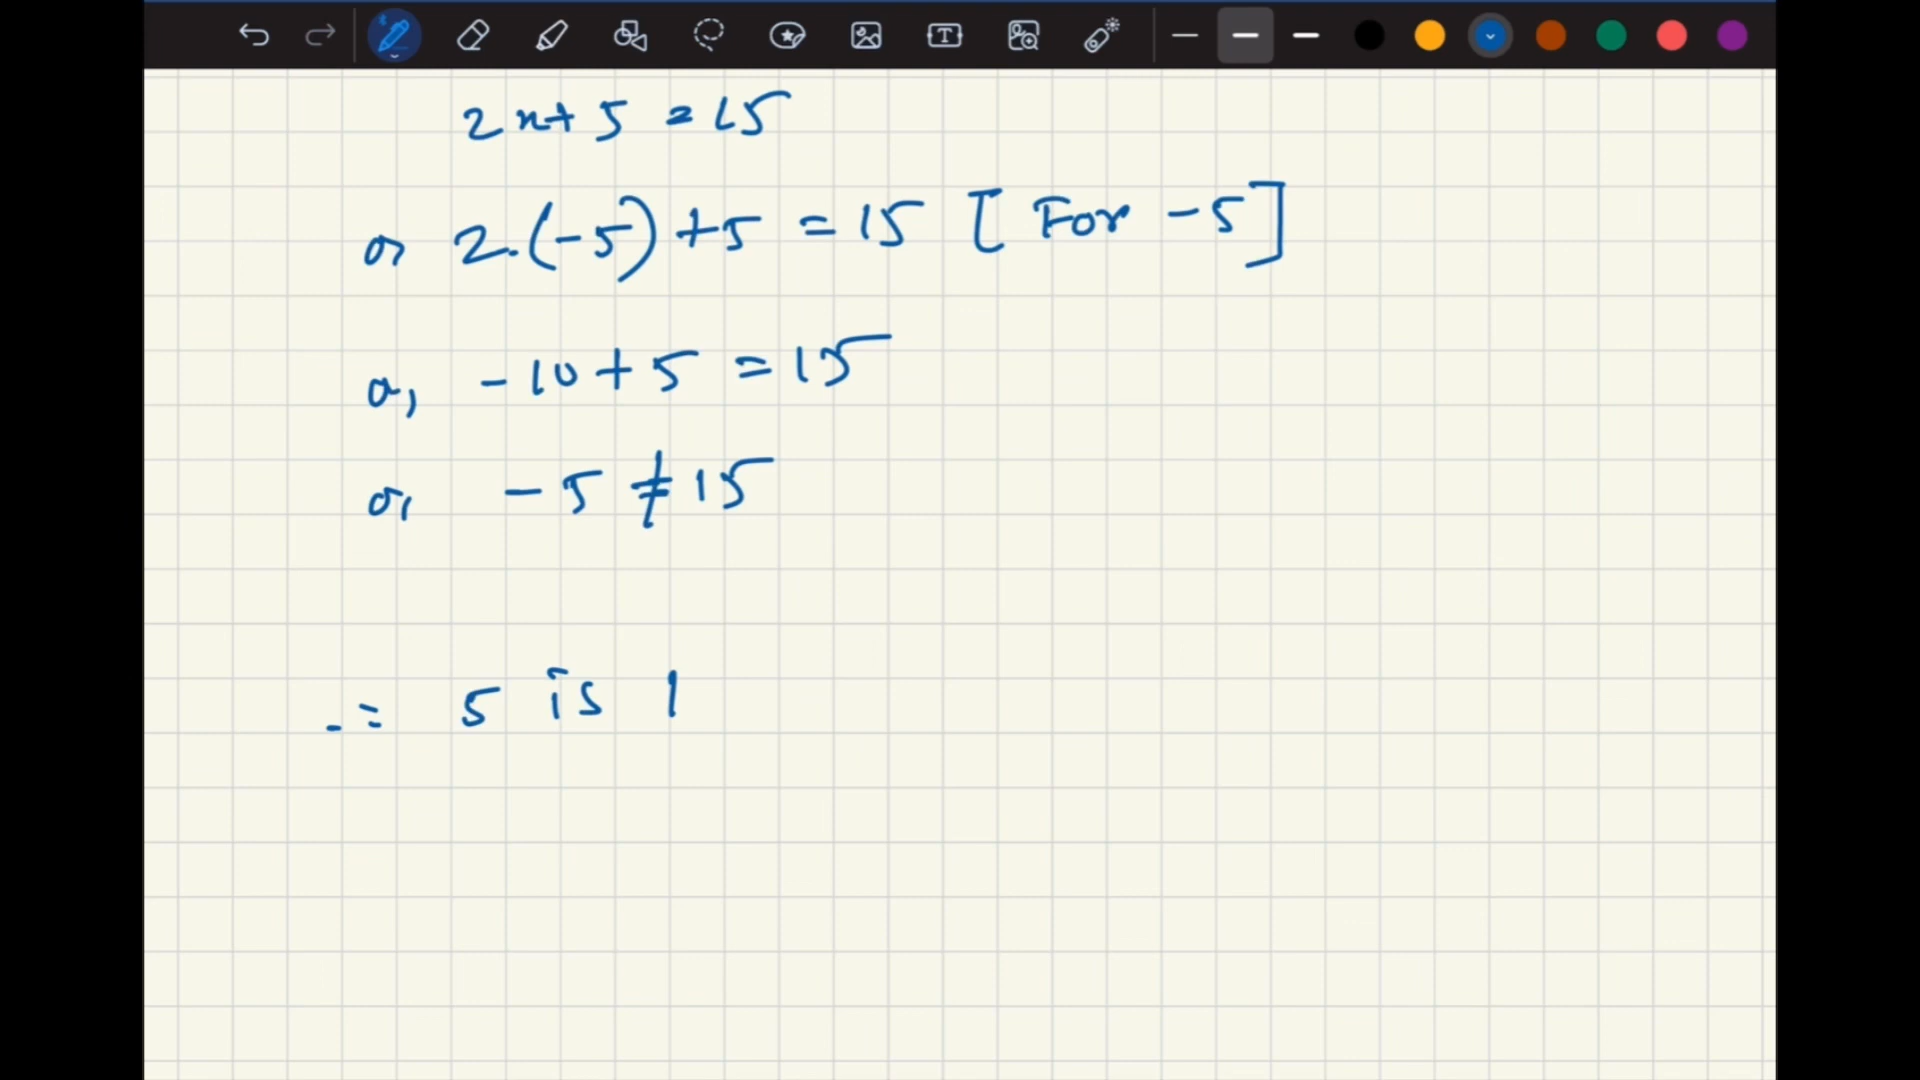 2x+5 = 15
or 2.(-5)+5 = 15 [ For -5]
or, -10+5 = 15
or, -5 ≠ 15
.= 5 is